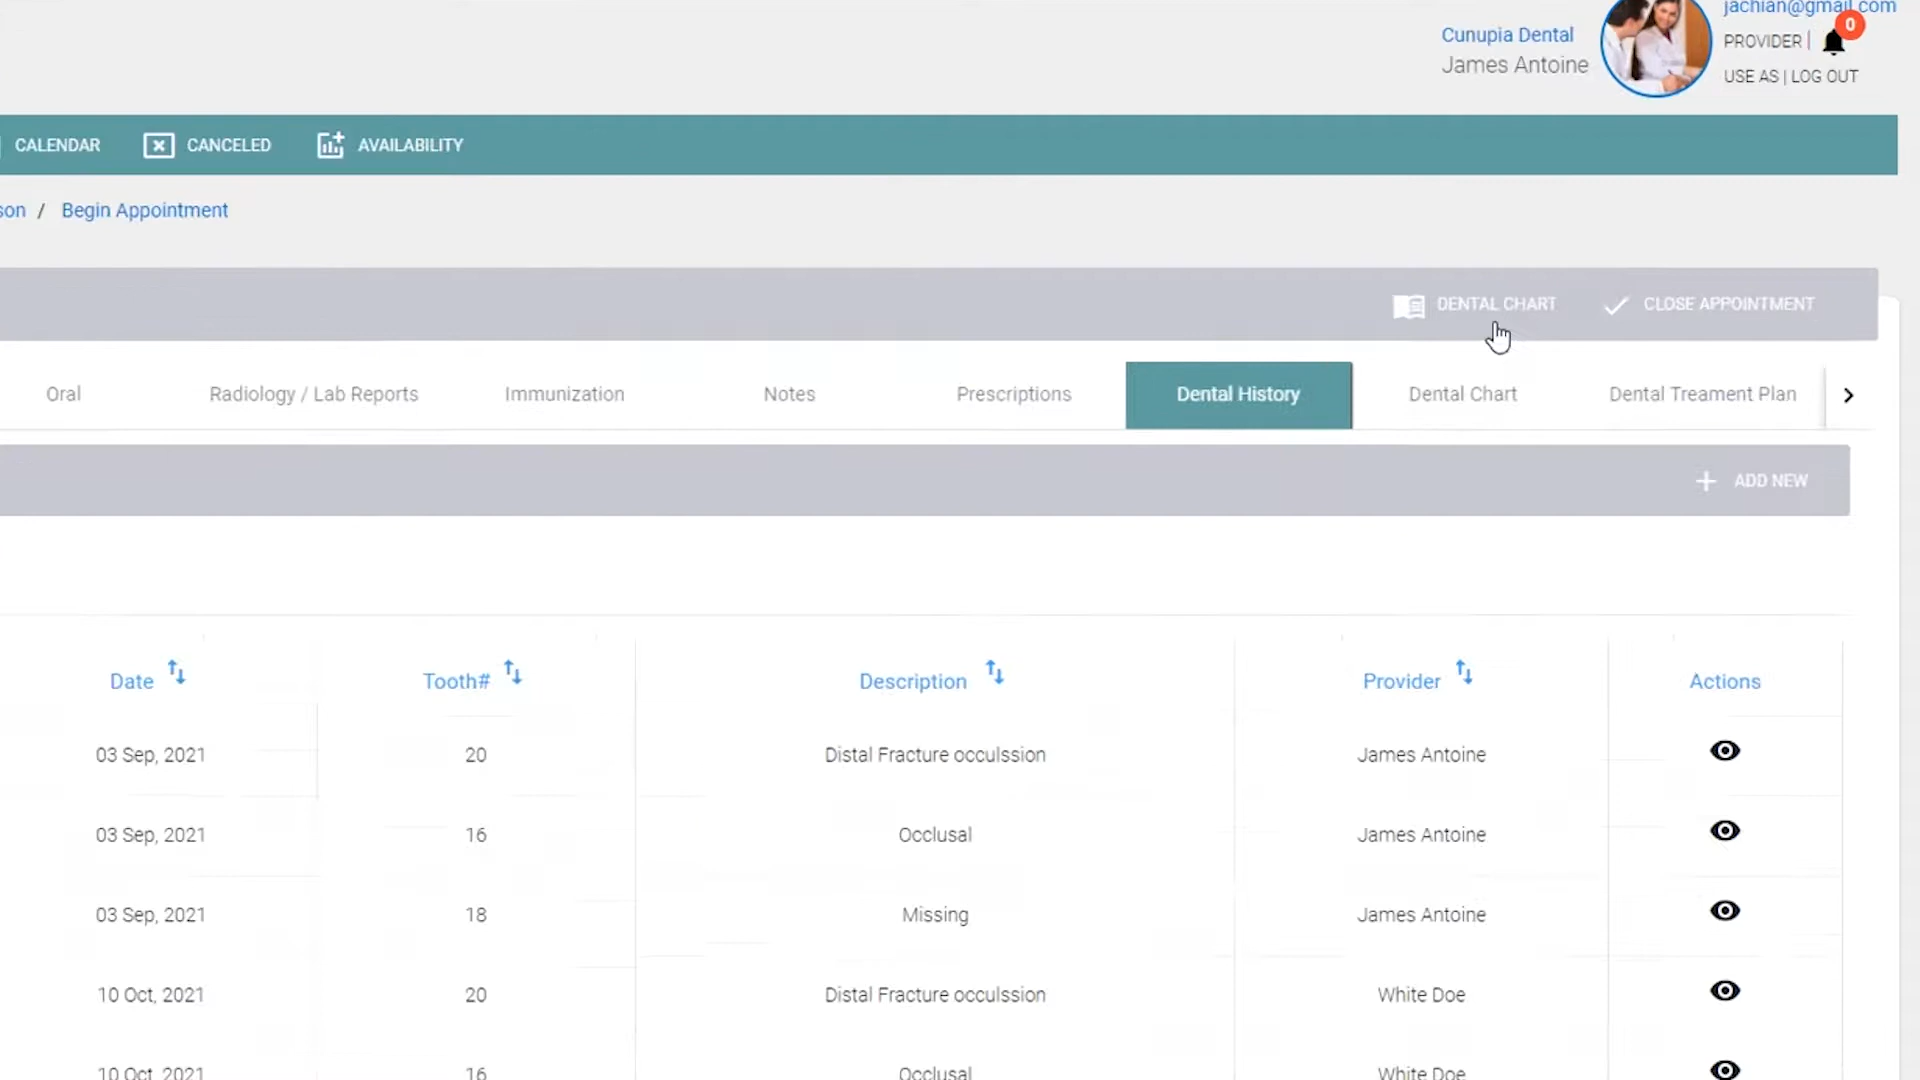 jachian@gmail.com
Cunupia Dental
PROVIDER |
0
James Antoine
USE AS | LOG OUT
CALENDAR CANCELED AVAILABILITY
son / Begin Appointment
DENTAL CHART CLOSE APPOINTMENT
Oral Radiology / Lab Reports Immunization Notes Prescriptions Dental History Dental Chart Dental Treament Plan
ADD NEW
Date Tooth# Description Provider Actions
03 Sep, 2021 20 Distal Fracture occulssion James Antoine
03 Sep, 2021 16 Occlusal James Antoine
03 Sep, 2021 18 Missing James Antoine
10 Oct, 2021 20 Distal Fracture occulssion White Doe
10 Oct, 2021 16 Occlusal White Doe